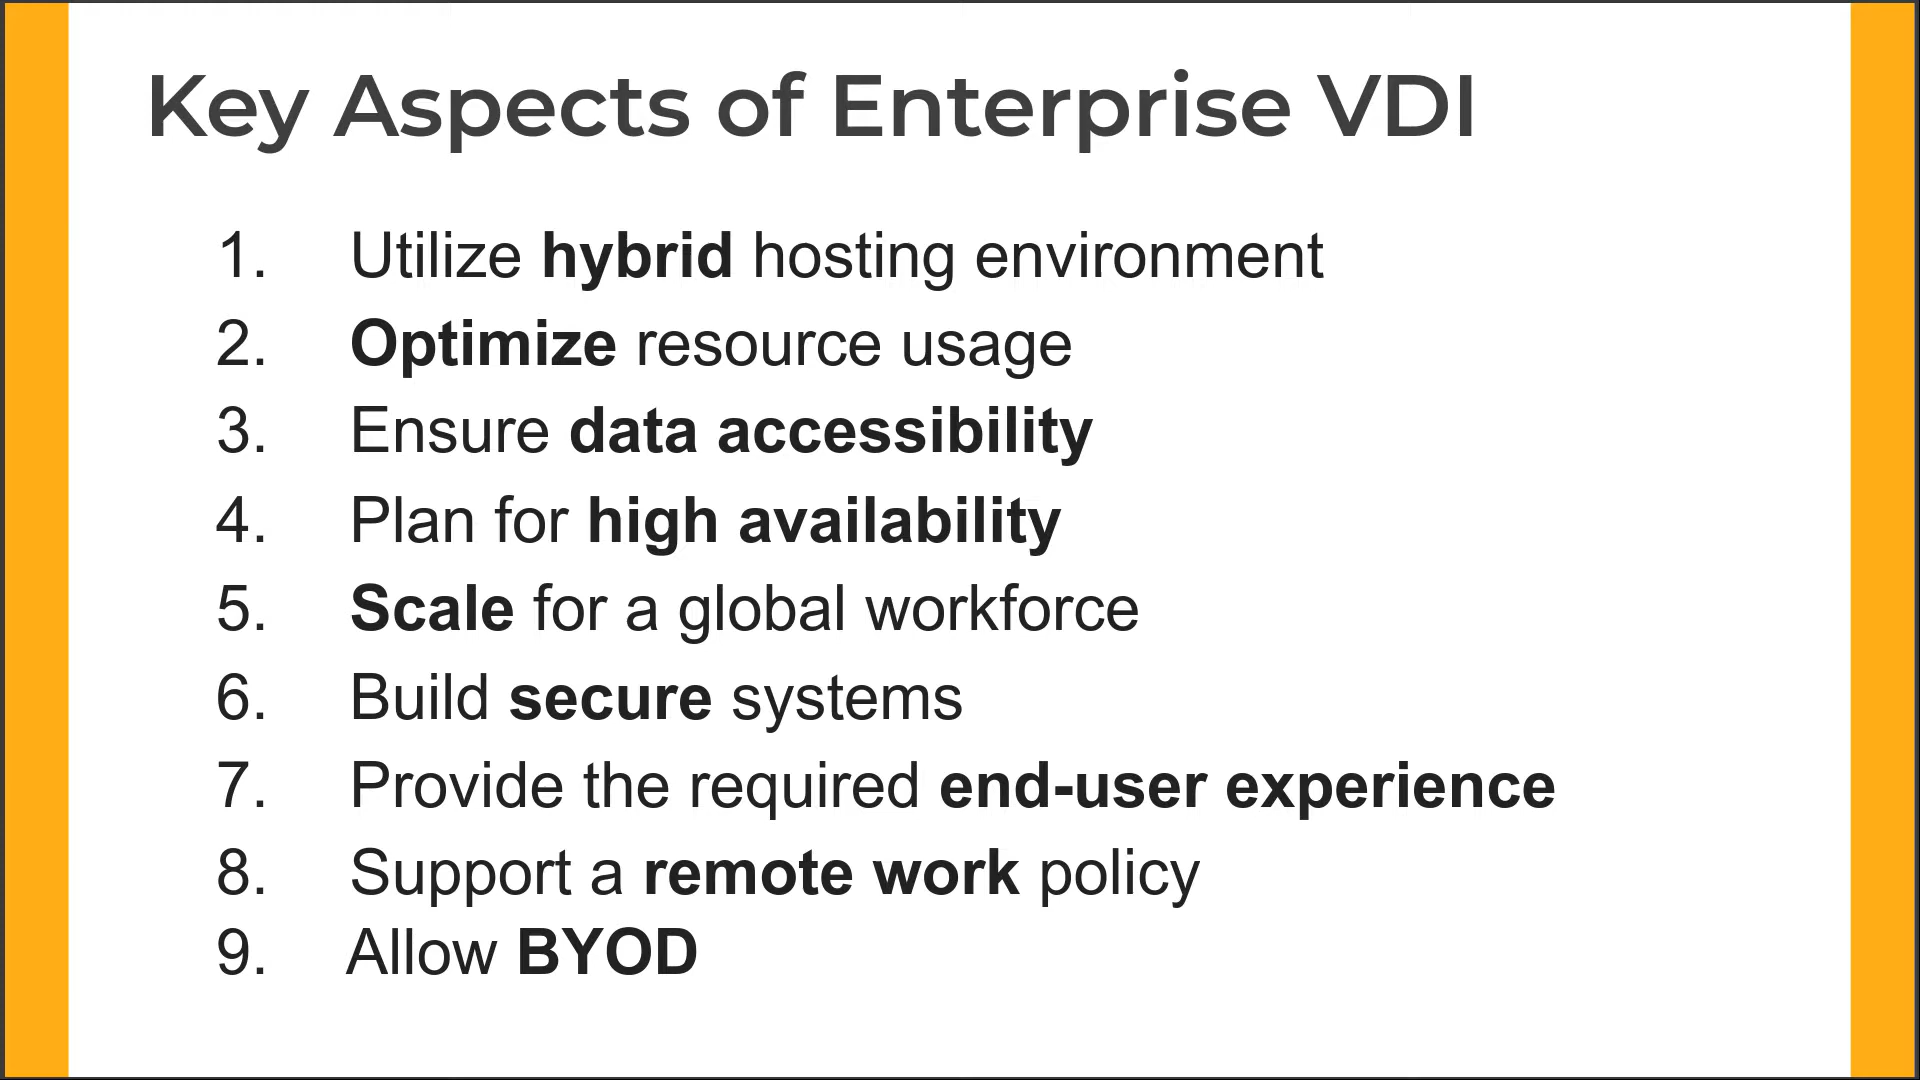 Key Aspects of Enterprise VDI
1. Utilize hybrid hosting environment
2. Optimize resource usage
3. Ensure data accessibility
4. Plan for high availability
5. Scale for a global workforce
6. Build secure systems
7. Provide the required end-user experience
8. Support a remote work policy
9. Allow BYOD